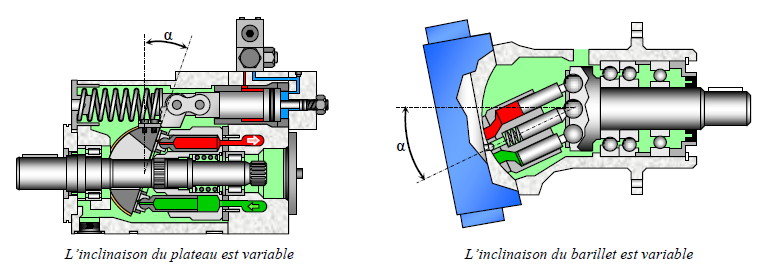 α
α
L'inclinaison du plateau est variable
L'inclinaison du barillet est variable